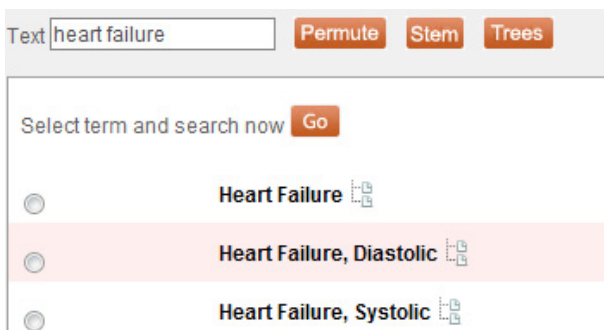 Text heart failure Permute Stem Trees
Select term and search now Go
Heart Failure
Heart Failure, Diastolic
Heart Failure, Systolic